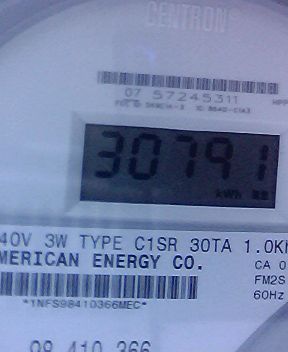 CENTRON
07 57245311
30791
kWh
40V 3W TYPE C1SR 30TA 1.0Kh
MERICAN ENERGY CO.
CA 0
FM2S
60Hz
*1NFS98410366MEC*
98 410 366